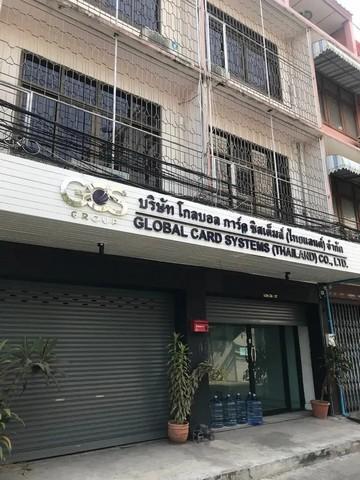 GCS
GROUP
บริษัท โกลบอล การ์ด ซิสเต็มส์ (ไทยแลนด์) จำกัด
GLOBAL CARD SYSTEMS (THAILAND) CO., LTD.